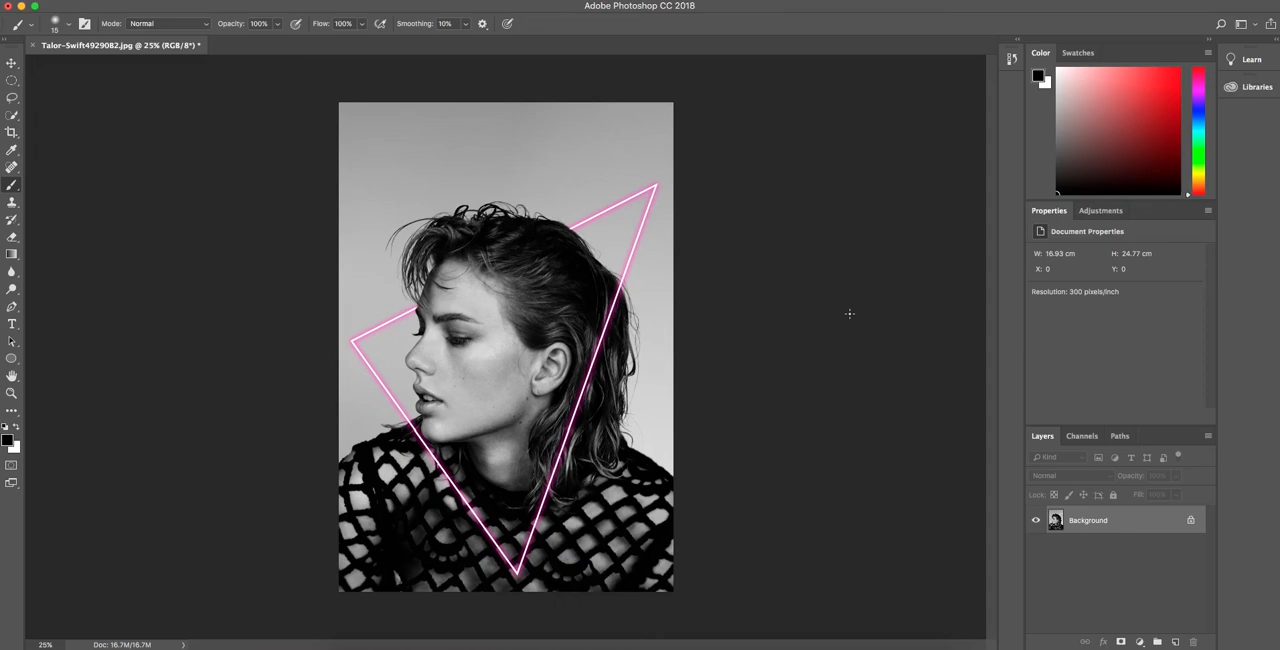 Adobe Photoshop CC 2018
15 Mode: Normal Opacity: 100% Flow: 100% Smoothing: 10%
Talor-Swift49290B2.jpg @ 25% (RGB/8*) *
Color Swatches
Learn
Libraries
Properties Adjustments
Document Properties
W: 16.93 cm H: 24.77 cm
X: 0 Y: 0
Resolution: 300 pixels/inch
Layers Channels Paths
Kind
Normal Opacity: 100%
Lock: Fill: 100%
Background
25% Doc: 16.7M/16.7M